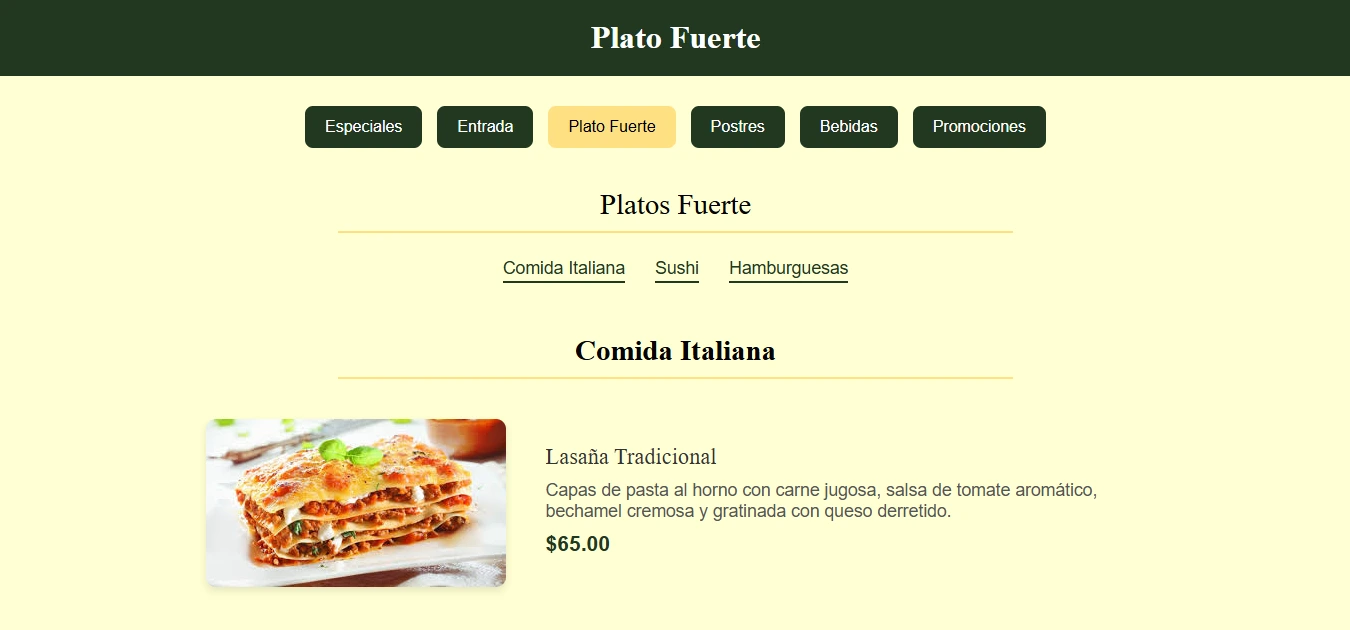 Plato Fuerte
Especiales Entrada Plato Fuerte Postres Bebidas Promociones
Platos Fuerte
Comida Italiana Sushi Hamburguesas
Comida Italiana
Lasaña Tradicional
Capas de pasta al horno con carne jugosa, salsa de tomate aromático,
bechamel cremosa y gratinada con queso derretido.
$65.00